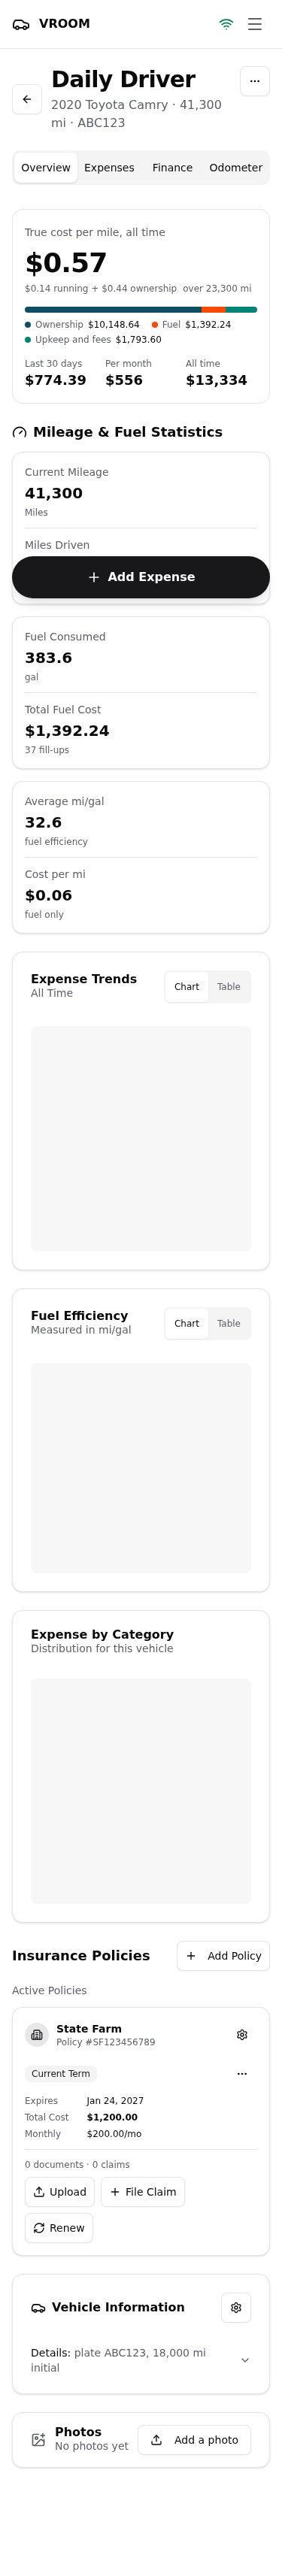 VROOM
Daily Driver
2020 Toyota Camry · 41,300
mi · ABC123
Overview Expenses Finance Odometer
True cost per mile, all time
$0.57
$0.14 running + $0.44 ownership over 23,300 mi
Ownership $10,148.64 Fuel $1,392.24
Upkeep and fees $1,793.60
Last 30 days Per month All time
$774.39 $556 $13,334
Mileage & Fuel Statistics
Current Mileage
41,300
Miles
Miles Driven
Add Expense
Fuel Consumed
383.6
gal
Total Fuel Cost
$1,392.24
37 fill-ups
Average mi/gal
32.6
fuel efficiency
Cost per mi
$0.06
fuel only
Expense Trends
All Time
Chart Table
Fuel Efficiency
Measured in mi/gal
Chart Table
Expense by Category
Distribution for this vehicle
Insurance Policies
Add Policy
Active Policies
State Farm
Policy #SF123456789
Current Term
Expires Jan 24, 2027
Total Cost $1,200.00
Monthly $200.00/mo
0 documents · 0 claims
Upload File Claim
Renew
Vehicle Information
Details: plate ABC123, 18,000 mi
initial
Photos
No photos yet
Add a photo